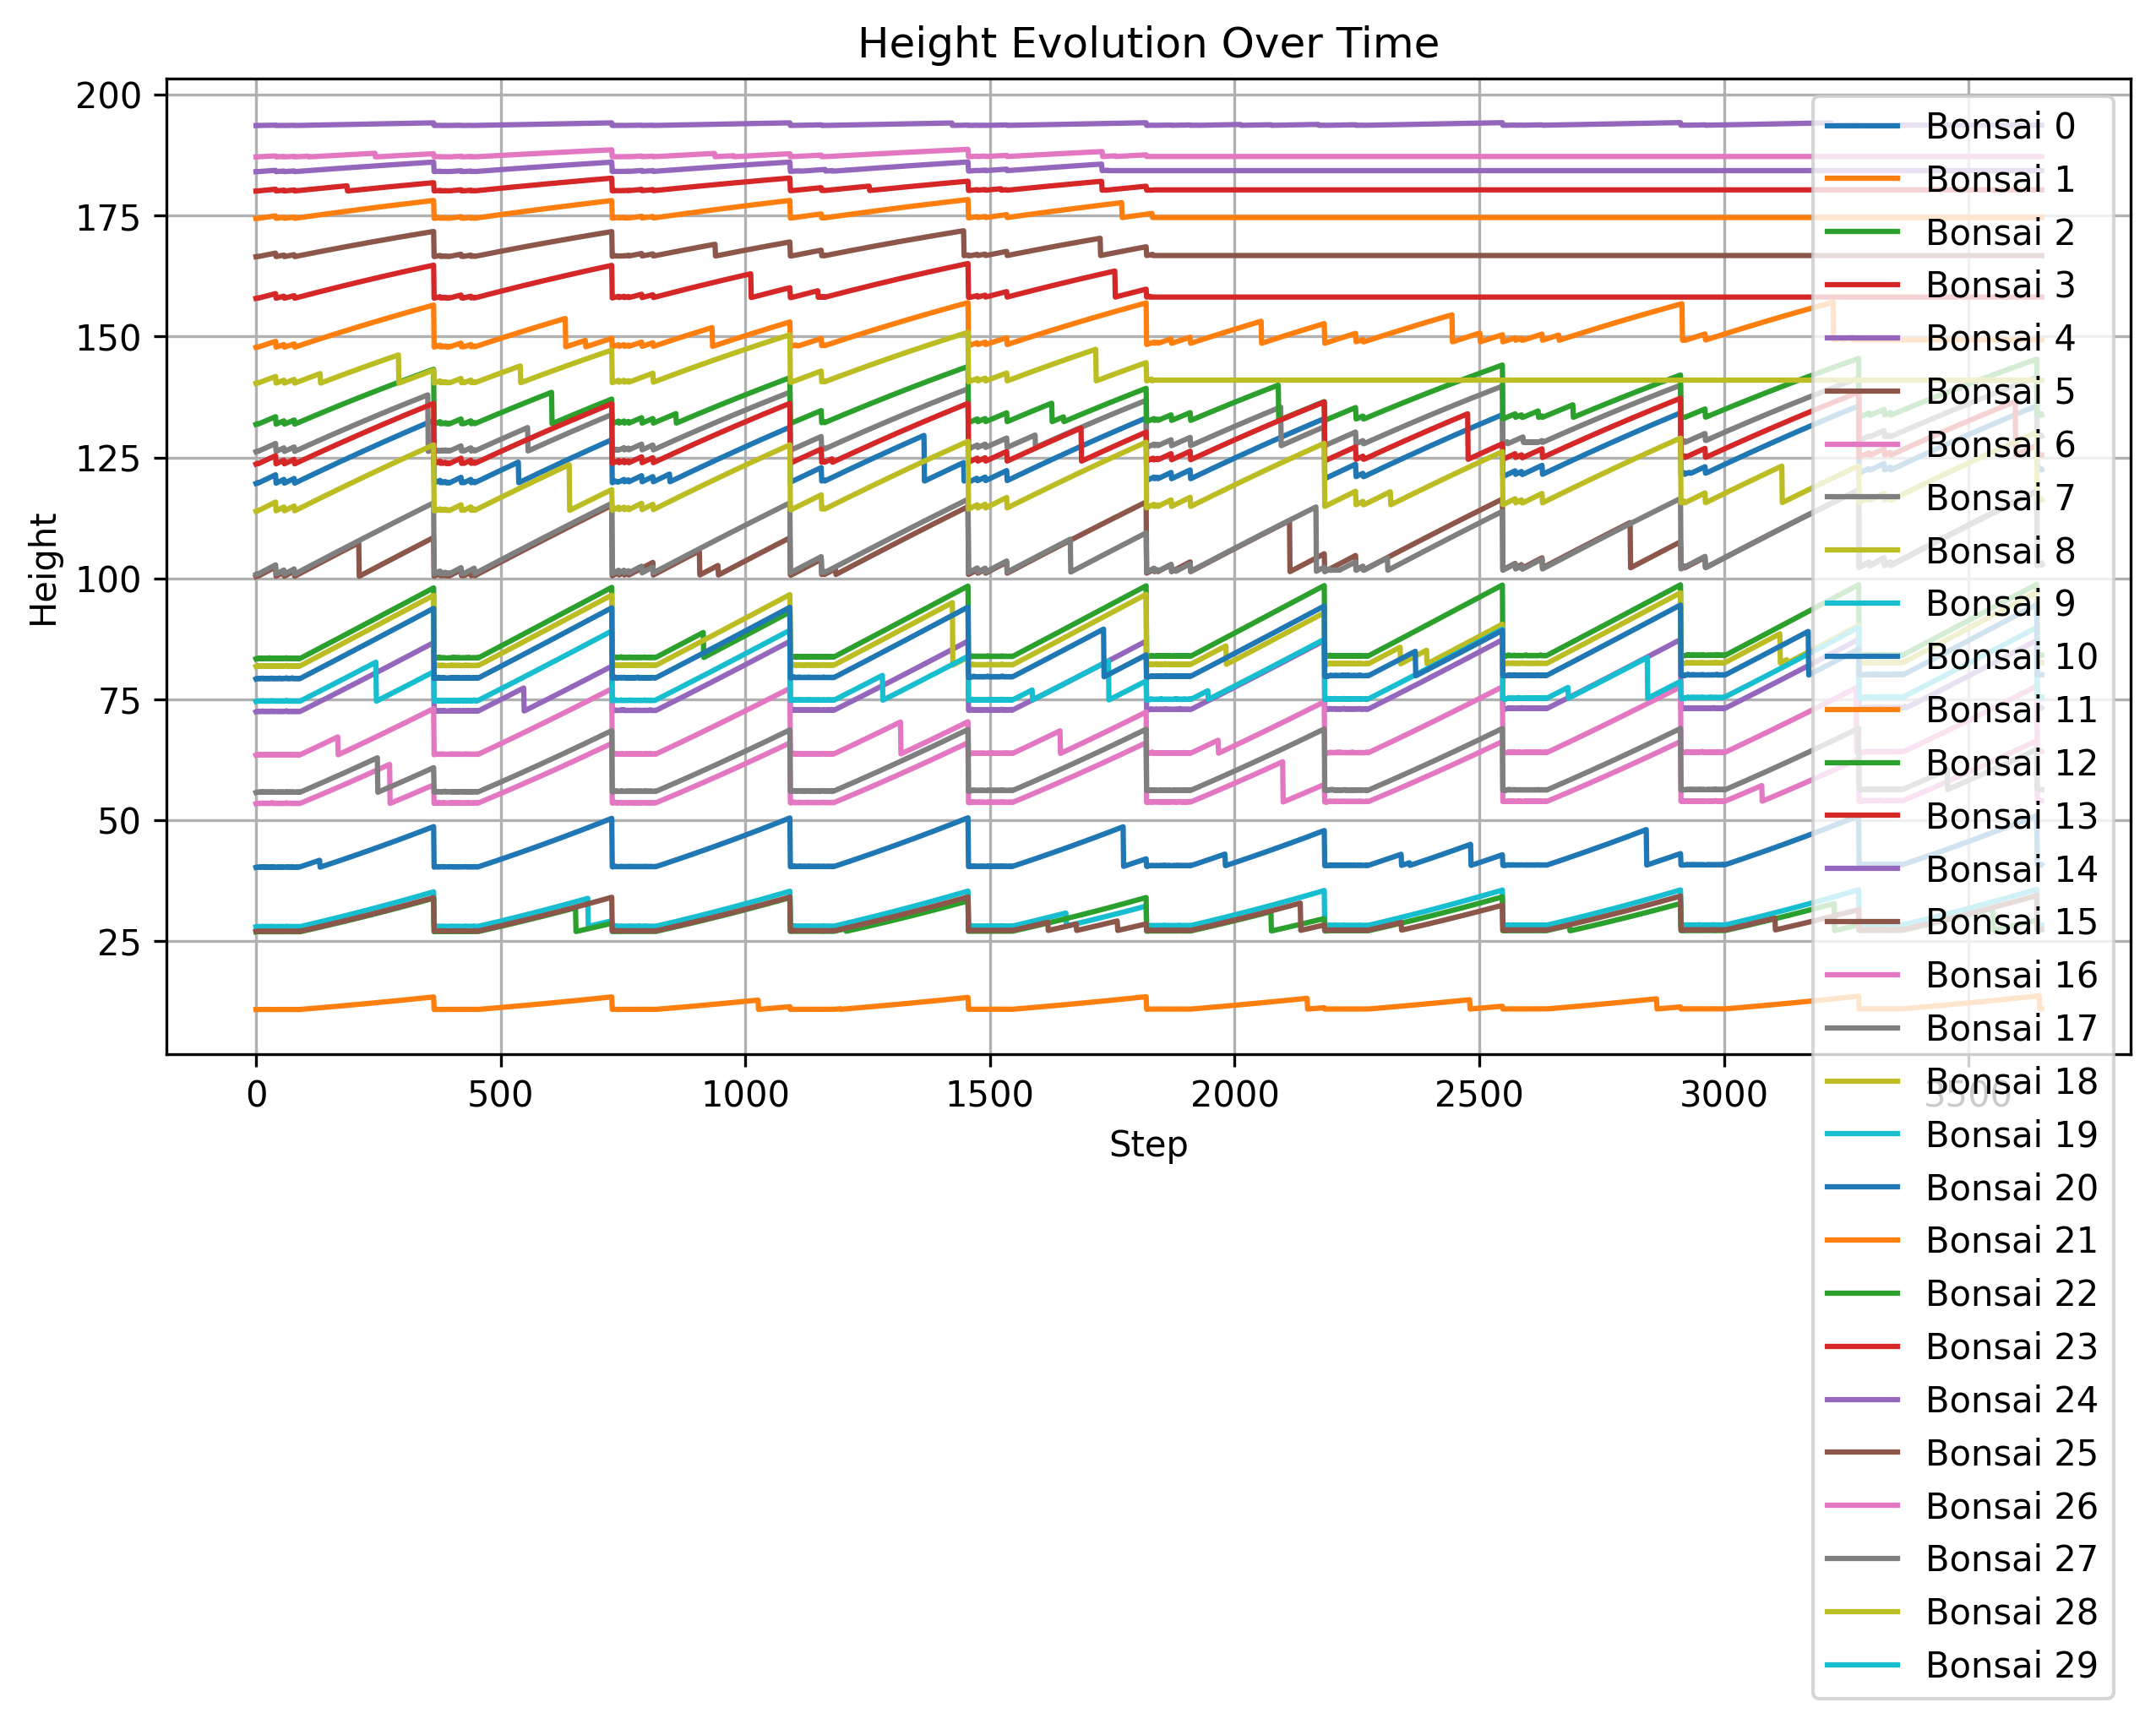 Height Evolution Over Time
Height
200
175
150
125
100
75
50
25
0
500
1000
1500
2000
2500
3000
3500
Step
Bonsai 0
Bonsai 1
Bonsai 2
Bonsai 3
Bonsai 4
Bonsai 5
Bonsai 6
Bonsai 7
Bonsai 8
Bonsai 9
Bonsai 10
Bonsai 11
Bonsai 12
Bonsai 13
Bonsai 14
Bonsai 15
Bonsai 16
Bonsai 17
Bonsai 18
Bonsai 19
Bonsai 20
Bonsai 21
Bonsai 22
Bonsai 23
Bonsai 24
Bonsai 25
Bonsai 26
Bonsai 27
Bonsai 28
Bonsai 29